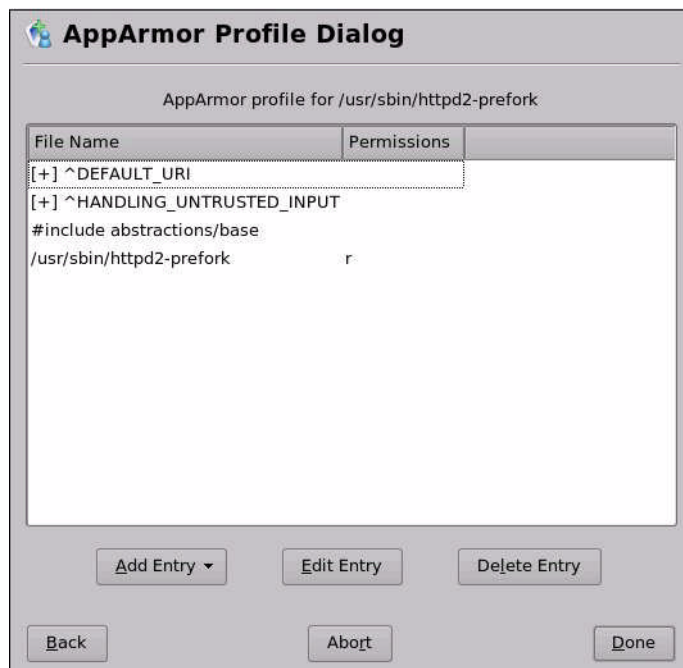 AppArmor Profile Dialog
AppArmor profile for /usr/sbin/httpd2-prefork
File Name Permissions
[+] ^DEFAULT_URI
[+] ^HANDLING_UNTRUSTED_INPUT
#include abstractions/base
/usr/sbin/httpd2-prefork r
Add Entry Edit Entry Delete Entry
Back Abort Done